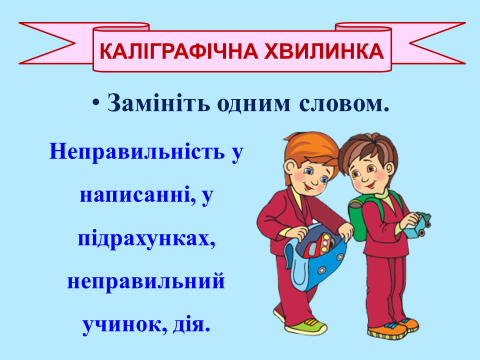 КАЛІГРАФІЧНА ХВИЛИНКА
• Замініть одним словом.
Неправильність у
написанні, у
підрахунках,
неправильний
учинок, дія.